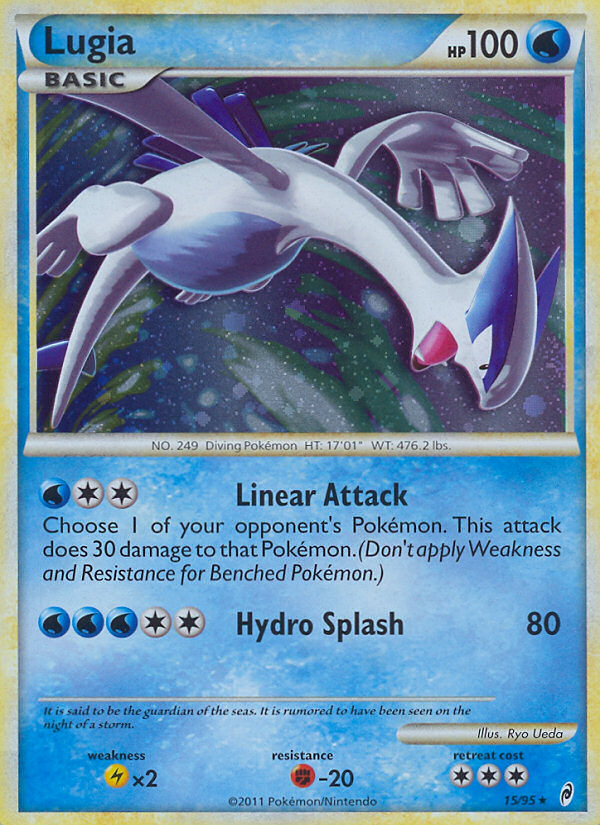 Lugia
HP100
BASIC
NO. 249 Diving Pokémon HT: 17'01" WT: 476.2 lbs.
Linear Attack
Choose 1 of your opponent's Pokémon. This attack
does 30 damage to that Pokémon. (Don't apply Weakness
and Resistance for Benched Pokémon.)
Hydro Splash 80
It is said to be the guardian of the seas. It is rumored to have been seen on the
night of a storm.
Illus. Ryo Ueda
weakness resistance retreat cost
×2 -20
15/95 ★
©2011 Pokémon/Nintendo